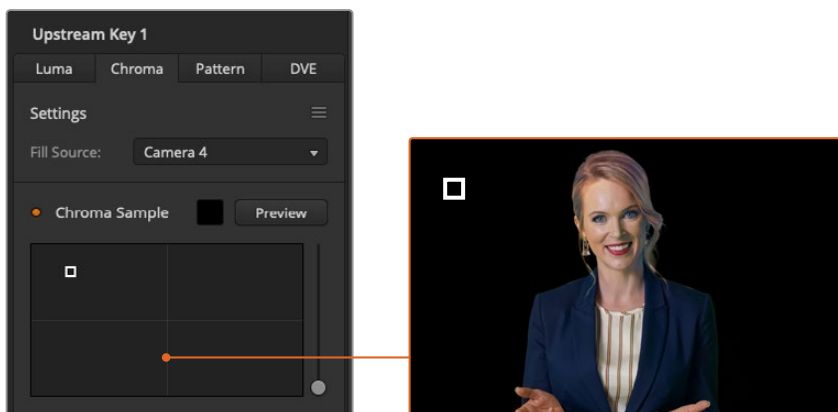 Upstream Key 1
Luma Chroma Pattern DVE
Settings
Fill Source: Camera 4
Chroma Sample Preview